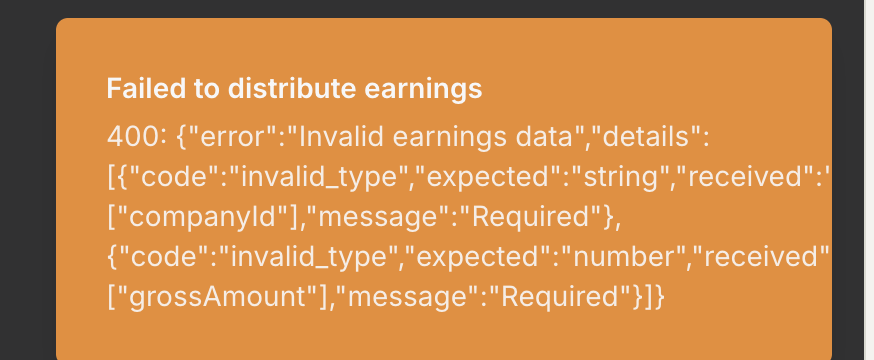 Failed to distribute earnings
400: {"error":"Invalid earnings data","details":
[{"code":"invalid_type","expected":"string","received":"
["companyId"],"message":"Required"},
{"code":"invalid_type","expected":"number","received"
["grossAmount"],"message":"Required"}]}